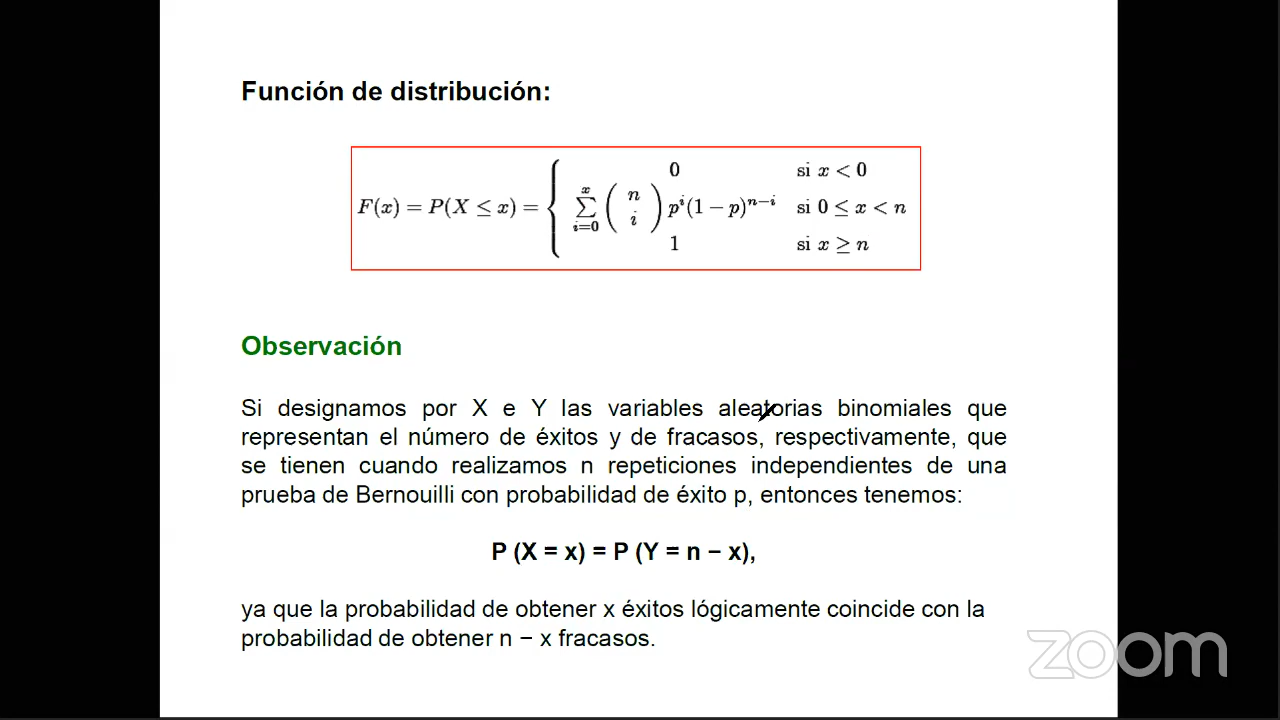 Función de distribución:
F(x) = P(X ≤ x) = { 0 si x < 0
∑_{i=0}^{x} (n i) p^i (1 − p)^{n−i} si 0 ≤ x < n
1 si x ≥ n
Observación
Si designamos por X e Y las variables aleatorias binomiales que
representan el número de éxitos y de fracasos, respectivamente, que
se tienen cuando realizamos n repeticiones independientes de una
prueba de Bernouilli con probabilidad de éxito p, entonces tenemos:
P (X = x) = P (Y = n − x),
ya que la probabilidad de obtener x éxitos lógicamente coincide con la
probabilidad de obtener n − x fracasos.
zoom